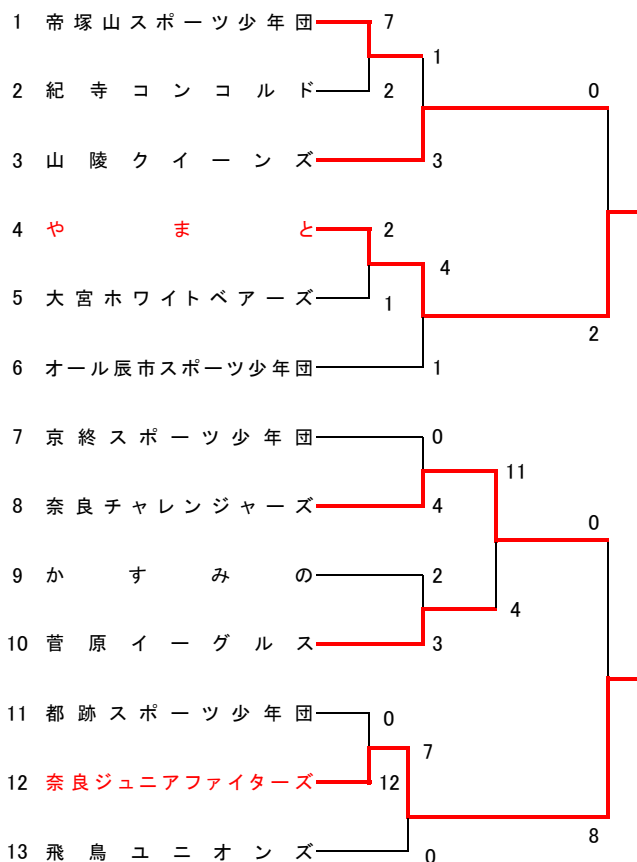 1 帝塚山スポーツ少年団 7
1
2 紀寺コンコルド 2
0
3 山陵クイーンズ 3
4 やまと 2
4
5 大宮ホワイトベアーズ 1
2
6 オール辰市スポーツ少年団 1
7 京終スポーツ少年団 0
11
8 奈良チャレンジャーズ 4
0
9 かすみの 2
4
10 菅原イーグルス 3
11 都跡スポーツ少年団 0
7
12 奈良ジュニアファイターズ 12
8
13 飛鳥ユニオンズ 0